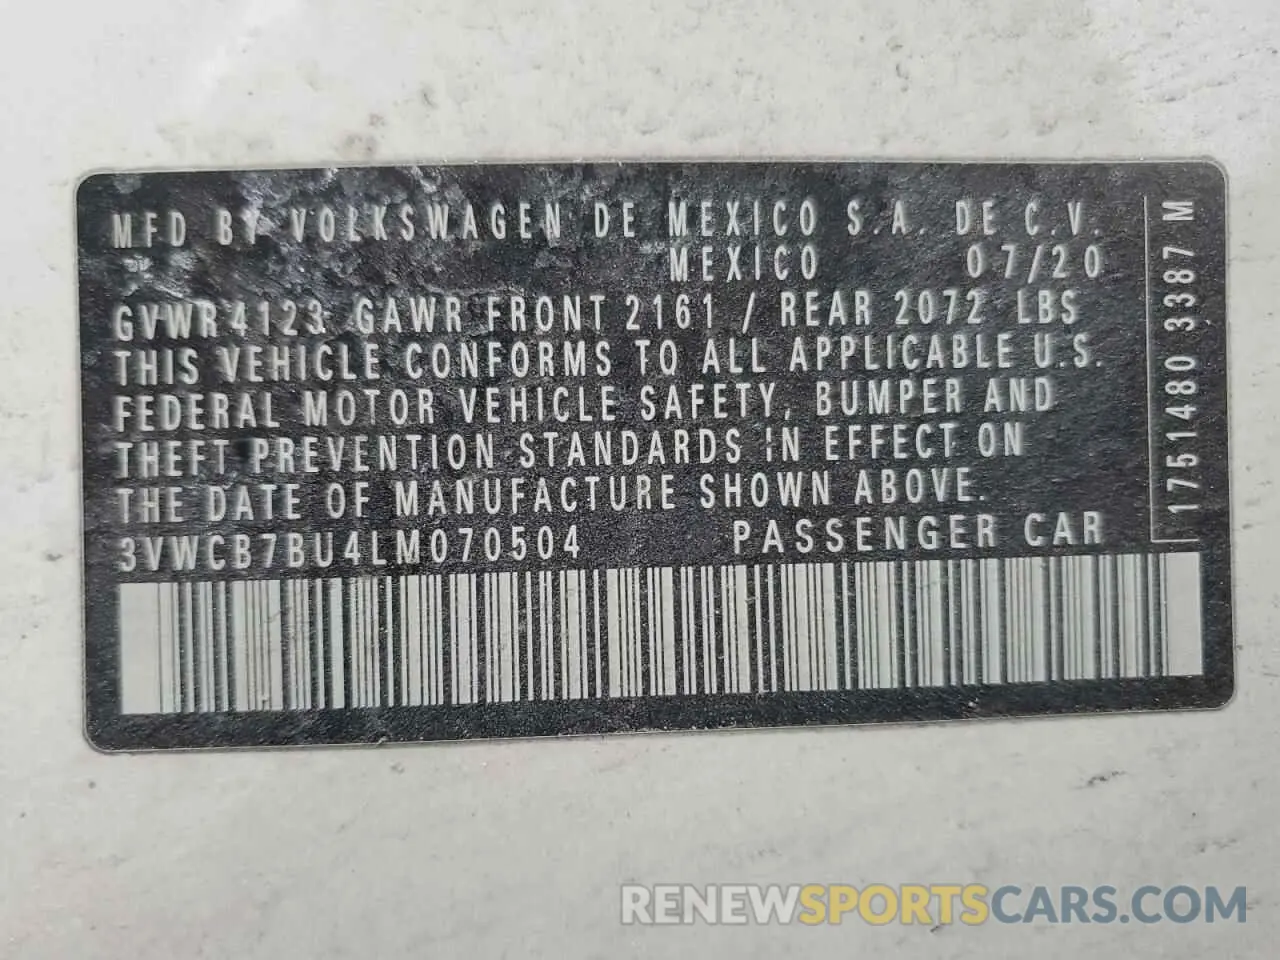 MFD BY VOLKSWAGEN DE MEXICO S.A. DE C.V.
MEXICO 07/20
GVWR 4123 GAWR FRONT 2161 / REAR 2072 LBS
THIS VEHICLE CONFORMS TO ALL APPLICABLE U.S.
FEDERAL MOTOR VEHICLE SAFETY, BUMPER AND
THEFT PREVENTION STANDARDS IN EFFECT ON
THE DATE OF MANUFACTURE SHOWN ABOVE.
3VWCB7BU4LM070504 PASSENGER CAR
1751480 3387 M
RENEWSPORTSCARS.COM